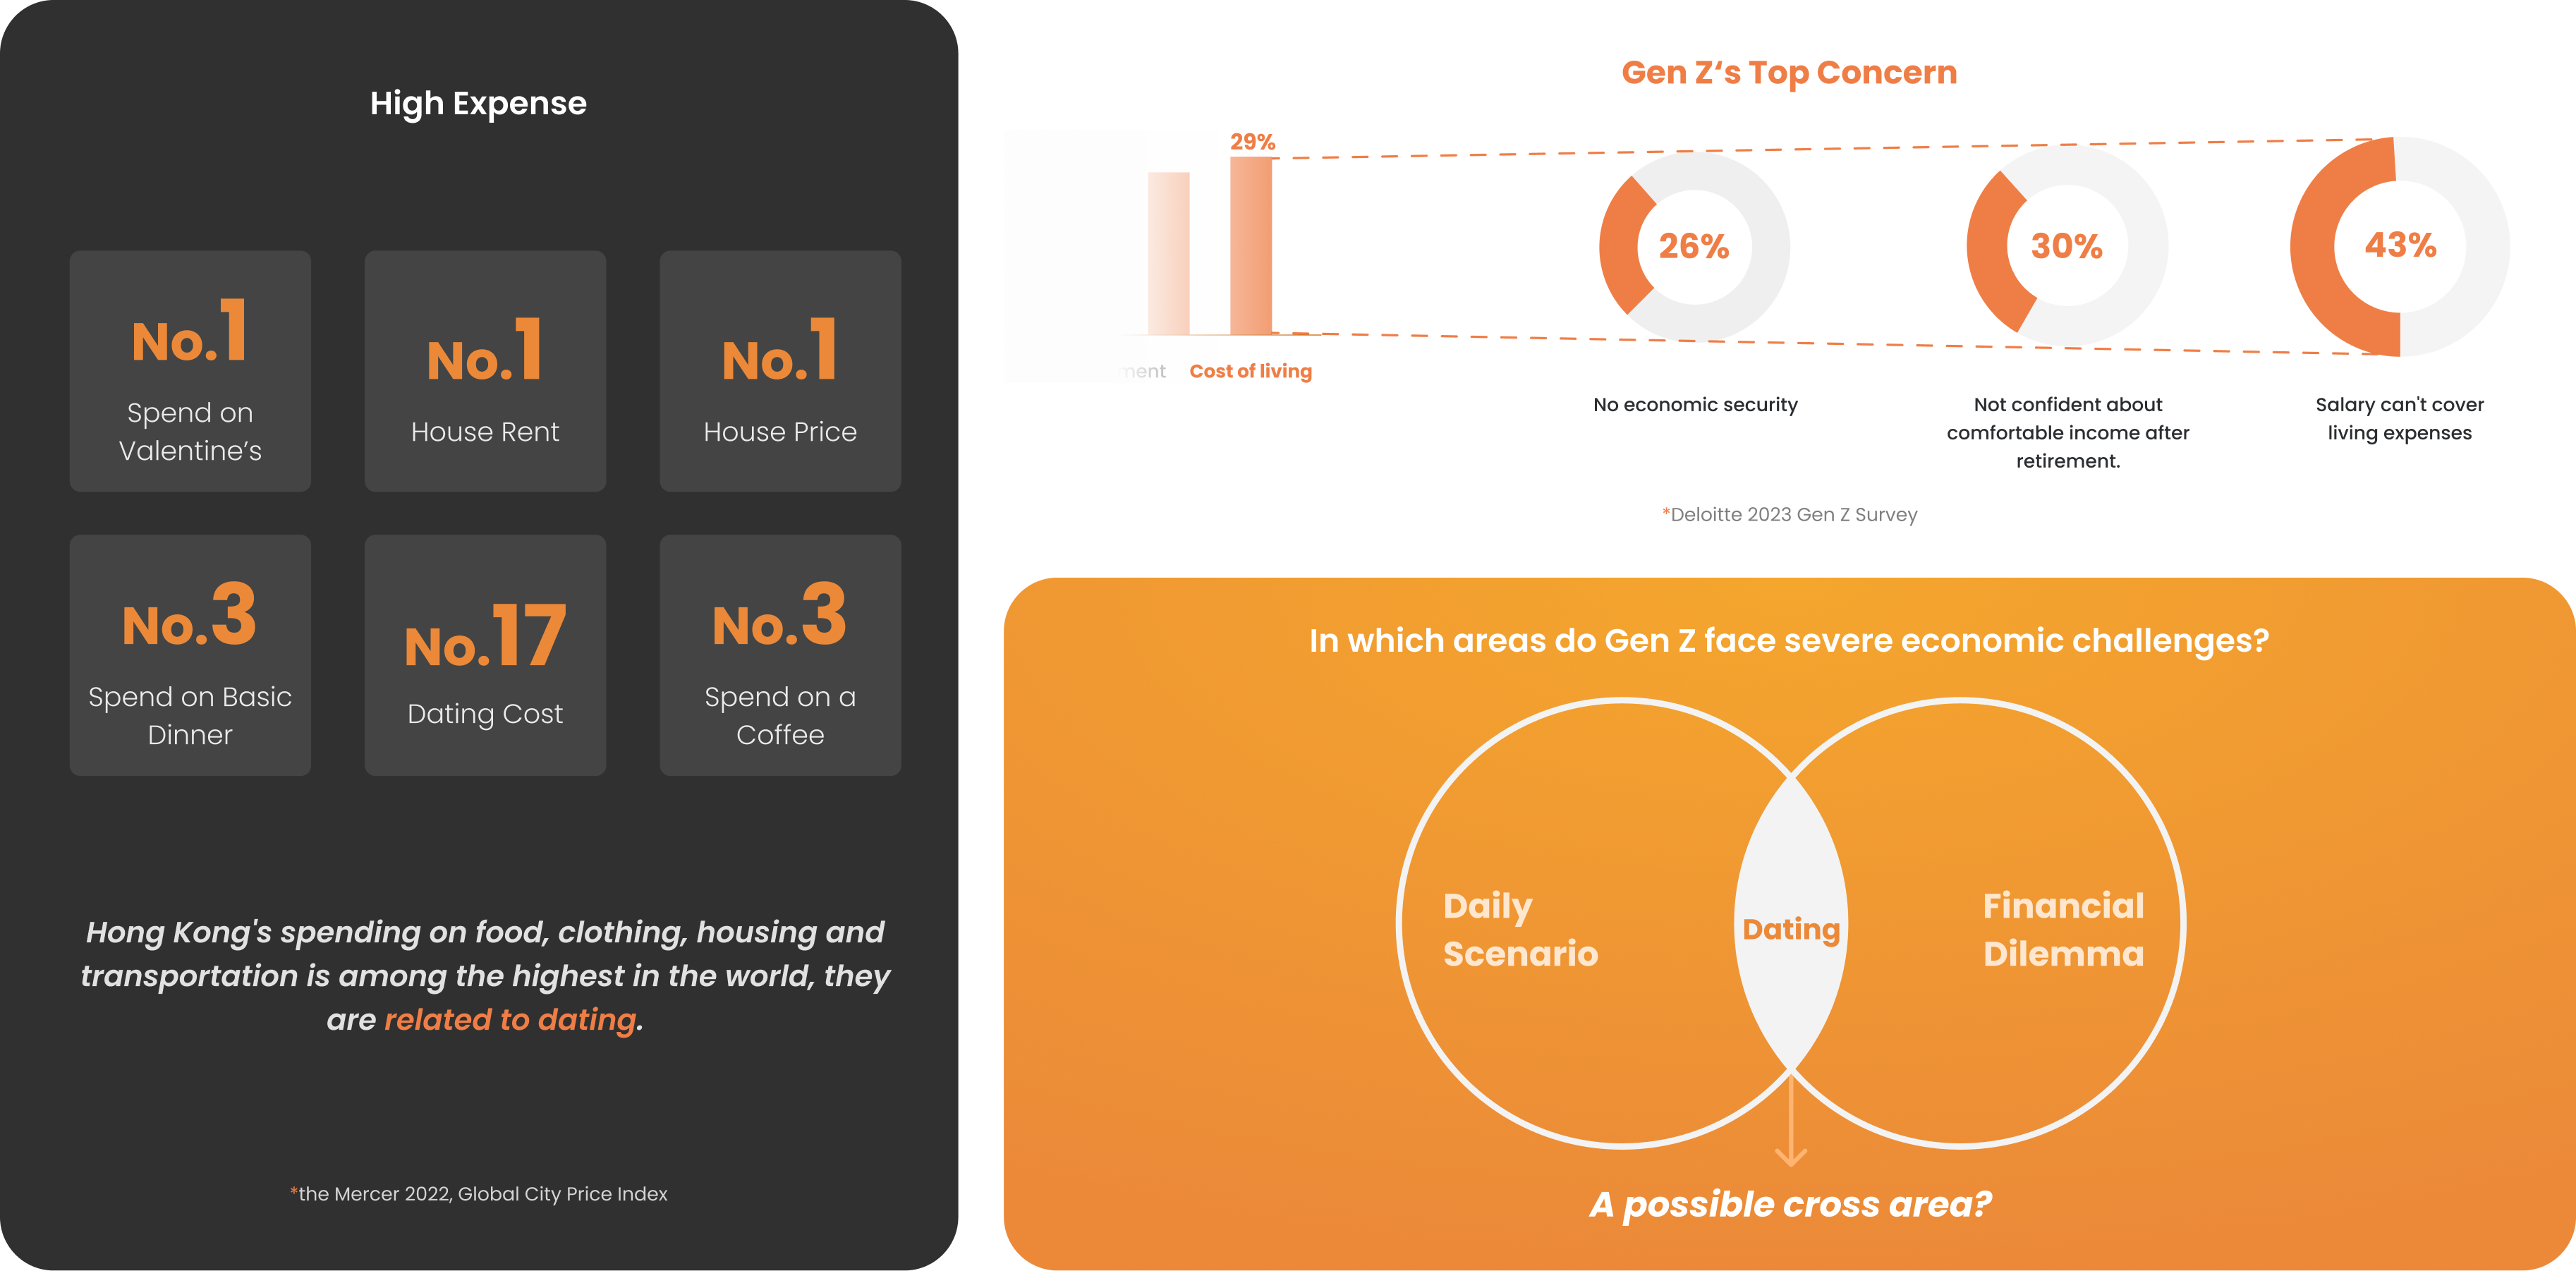 High Expense
No.1
Spend on
Valentine’s
No.1
House Rent
No.1
House Price
No.3
Spend on Basic
Dinner
No.17
Dating Cost
No.3
Spend on a
Coffee
Hong Kong's spending on food, clothing, housing and
transportation is among the highest in the world, they
are related to dating.
*the Mercer 2022, Global City Price Index
Gen Z‘s Top Concern
29%
ment
Cost of living
26%
No economic security
30%
Not confident about
comfortable income after
retirement.
43%
Salary can't cover
living expenses
*Deloitte 2023 Gen Z Survey
In which areas do Gen Z face severe economic challenges?
Daily
Scenario
Dating
Financial
Dilemma
A possible cross area?